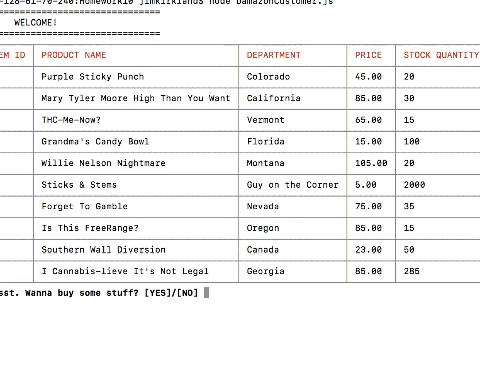 -128-61-70-240:Homework10 jimkirkland$ node bamazonCustomer.js
==============================
WELCOME!
==============================
EM ID PRODUCT NAME DEPARTMENT PRICE STOCK QUANTITY
Purple Sticky Punch Colorado 45.00 20
Mary Tyler Moore High Than You Want California 85.00 30
THC-Me-Now? Vermont 65.00 15
Grandma's Candy Bowl Florida 15.00 100
Willie Nelson Nightmare Montana 105.00 20
Sticks & Stems Guy on the Corner 5.00 2000
Forget To Gamble Nevada 75.00 35
Is This FreeRange? Oregon 85.00 15
Southern Wall Diversion Canada 23.00 50
I Cannabis-lieve It's Not Legal Georgia 85.00 285
sst. Wanna buy some stuff? [YES]/[NO]